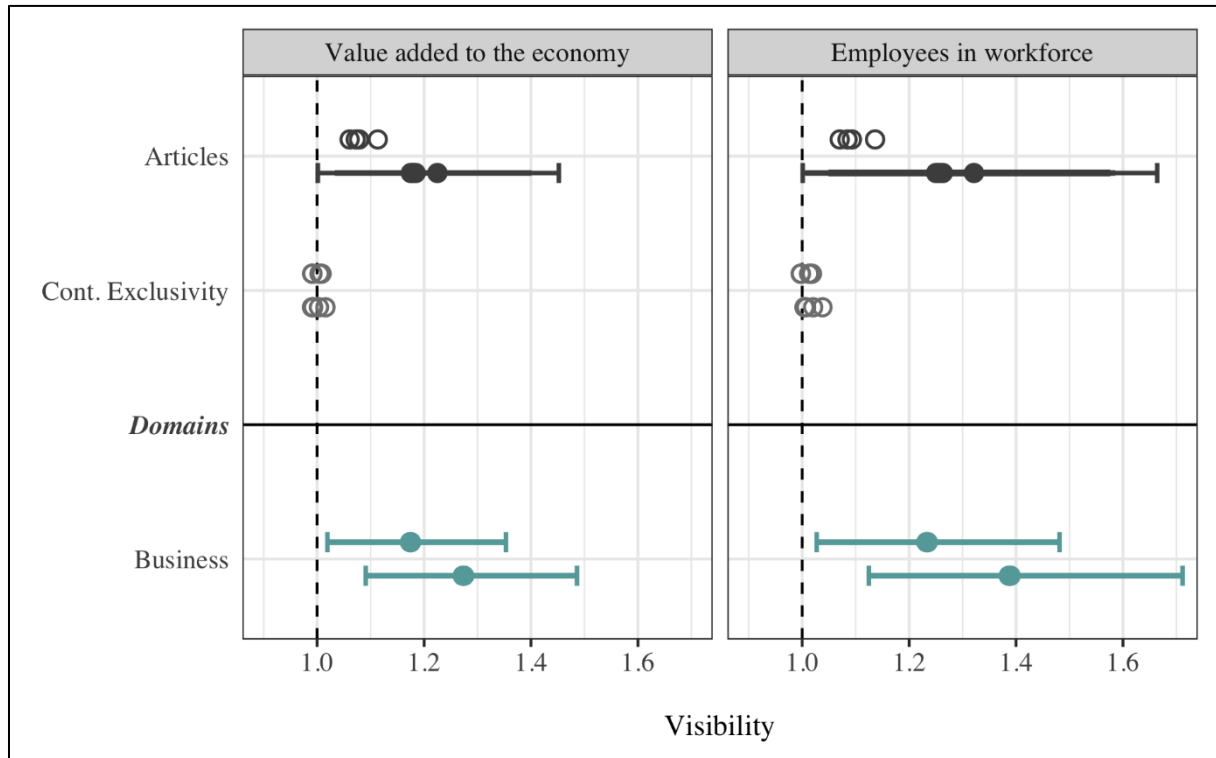 Value added to the economy
Employees in workforce
Articles
Cont. Exclusivity
Domains
Business
1.0 1.2 1.4 1.6
1.0 1.2 1.4 1.6
Visibility